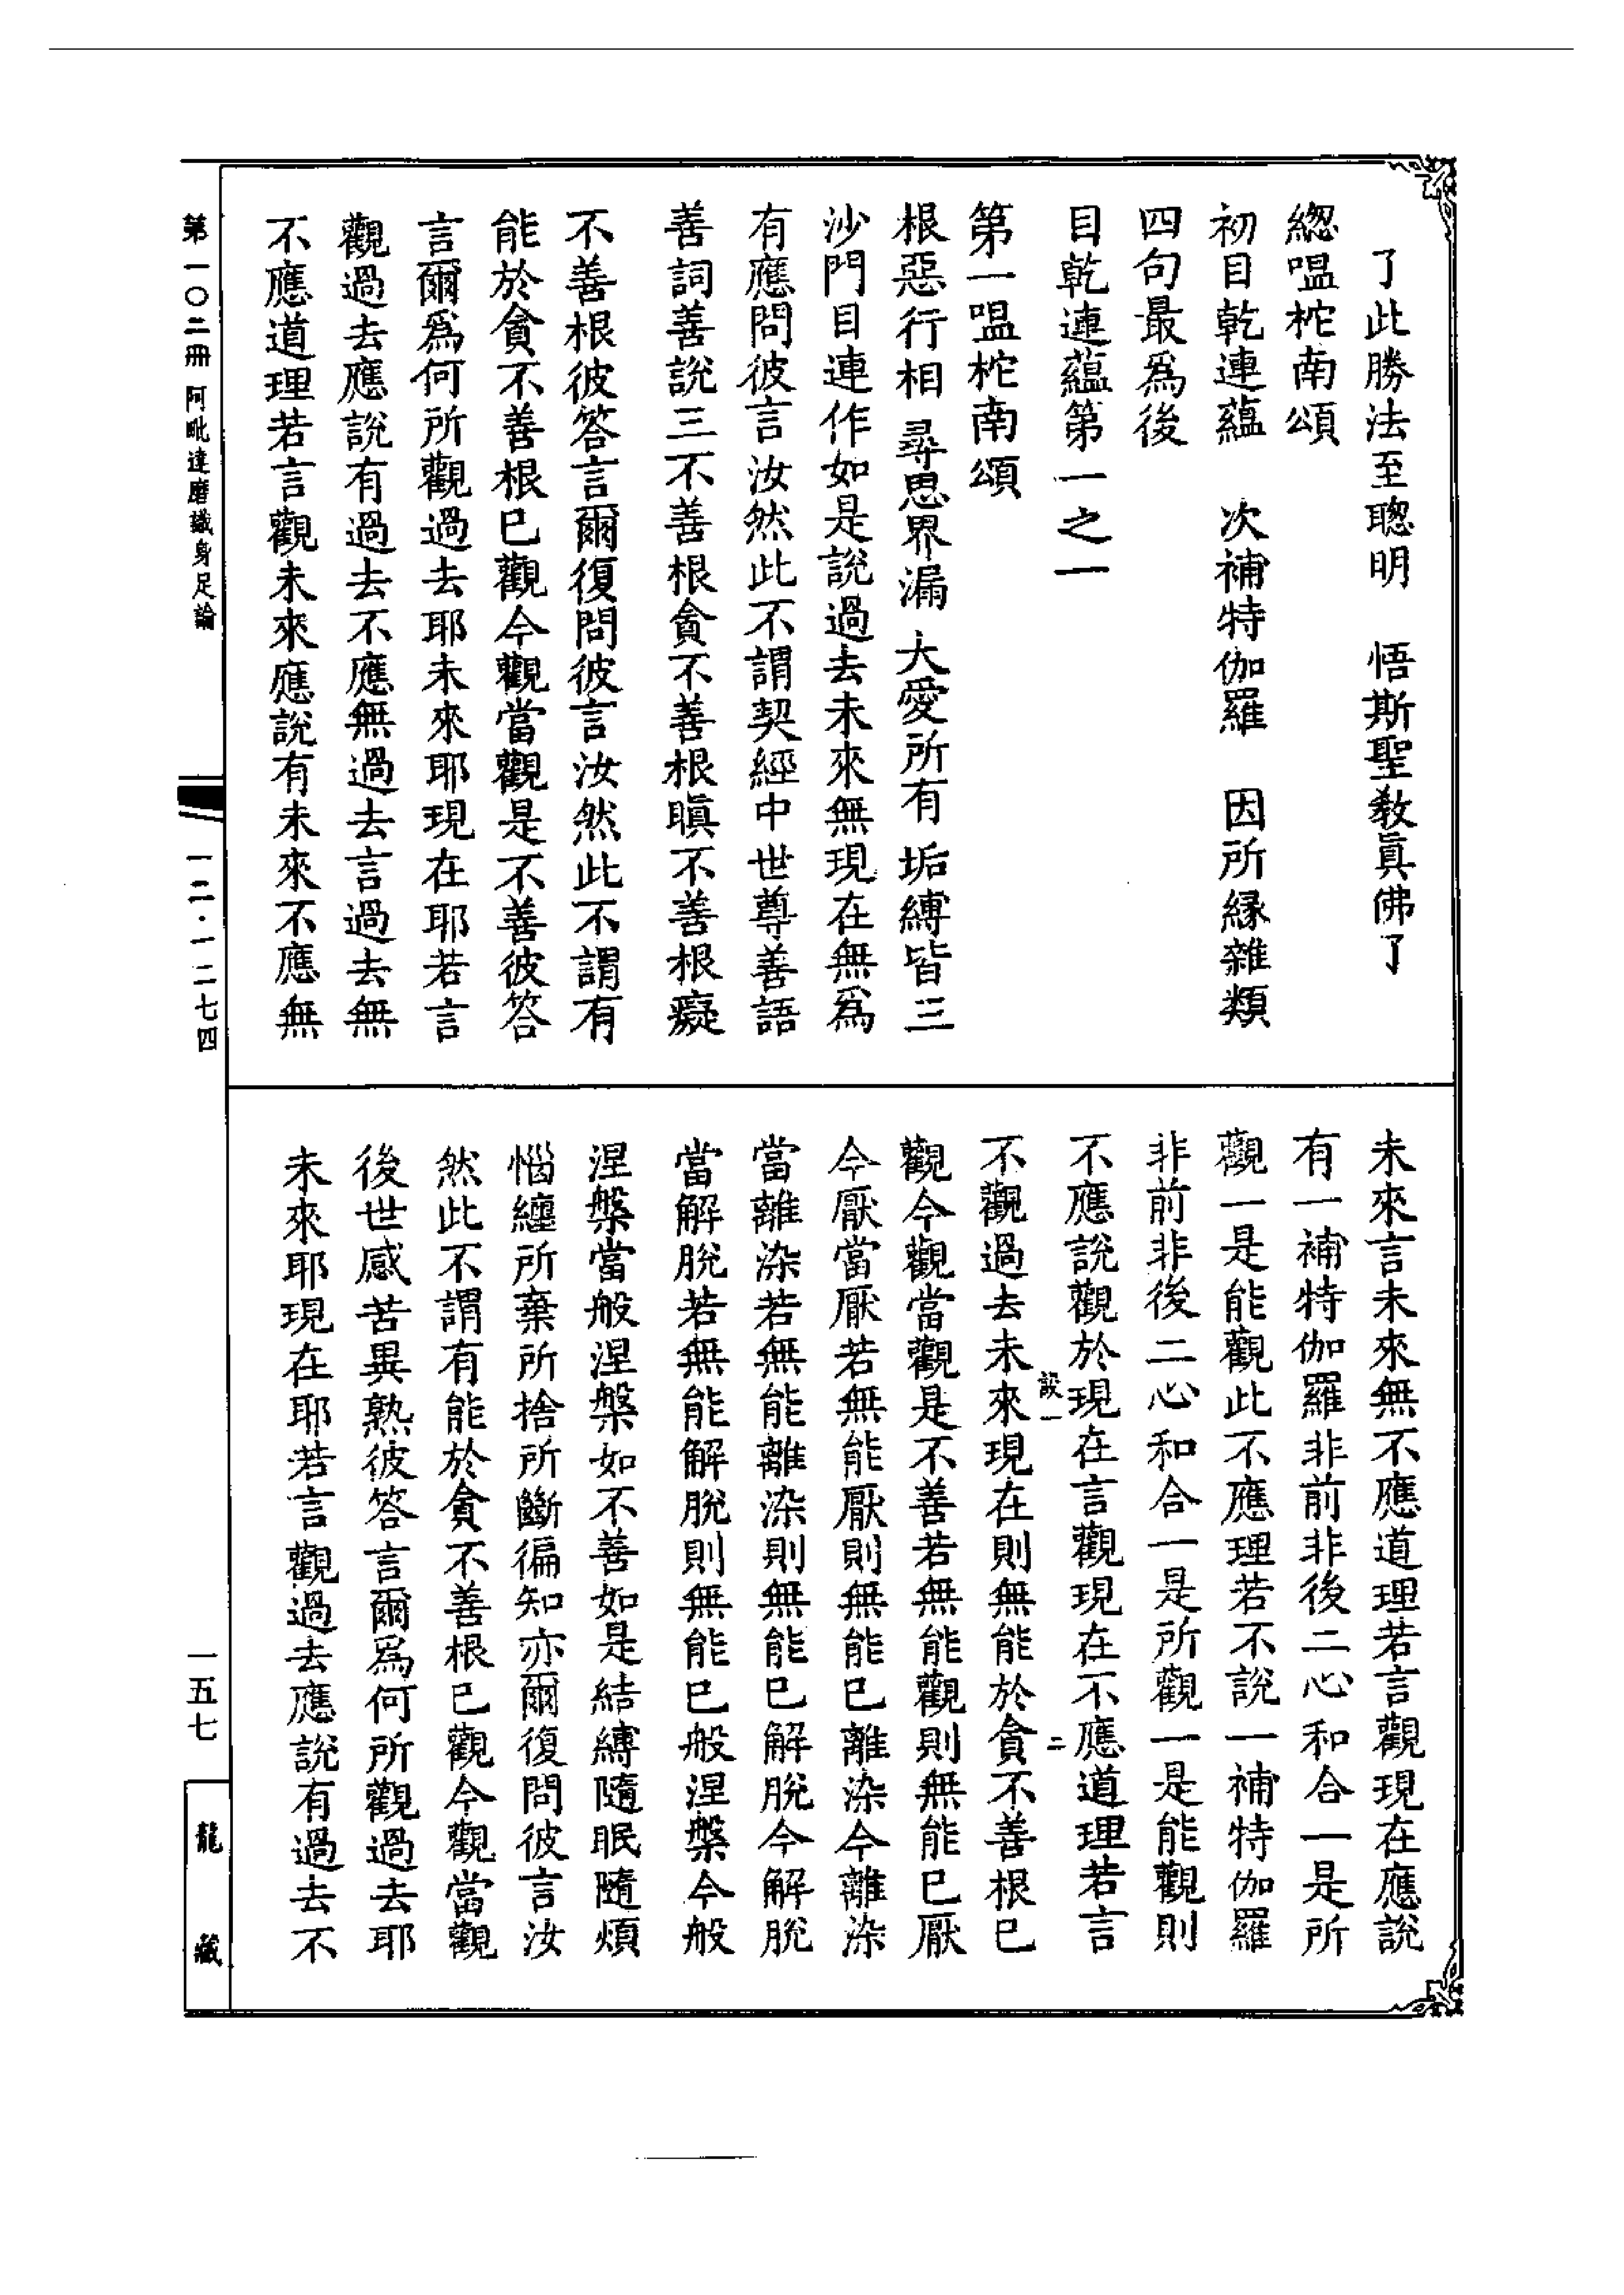 了此勝法至聰明　悟斯聖教眞佛了
緫嗢柁南頌
初目乾連蘊　次補特伽羅　因所縁雜類
四句最爲後
目乾連蘊第一之一
第一嗢柁南頌
根惡行相　尋思界漏　大愛所有　垢縛皆三
沙門目連作如是說過去未來無現在無爲
有應問彼言汝然此不謂契經中世尊善語
善詞善說三不善根貪不善根瞋不善根癡
不善根彼答言爾復問彼言汝然此不謂有
能於貪不善根已觀今觀當觀是不善彼答
言爾爲何所觀過去耶未來耶現在耶若言
觀過去應說有過去不應無過去言過去無
不應道理若言觀未來應說有未來不應無
未來言未來無不應道理若言觀現在應說
有一補特伽羅非前非後二心和合一是所
觀一是能觀此不應理若不說一補特伽羅
非前非後二心和合一是所觀一是能觀則
不應說觀於現在言觀現在不應道理若言
設一　二
不觀過去未來現在則無能於貪不善根已
觀今觀當觀是不善若無能觀則無能已厭
今厭當厭若無能厭則無能已離染今離染
當離染若無能離染則無能已解脫今解脫
當解脫若無能解脫則無能已般涅槃今般
涅槃當般涅槃如不善如是結縛隨眠隨煩
惱纏所棄所捨所斷徧知亦爾復問彼言汝
然此不謂有能於貪不善根已觀今觀當觀
後世感苦異熟彼答言爾爲何所觀過去耶
未來耶現在耶若言觀過去應說有過去不
第一〇二冊　阿毗達磨識身足論
一二·一二七四
一五七
龍藏